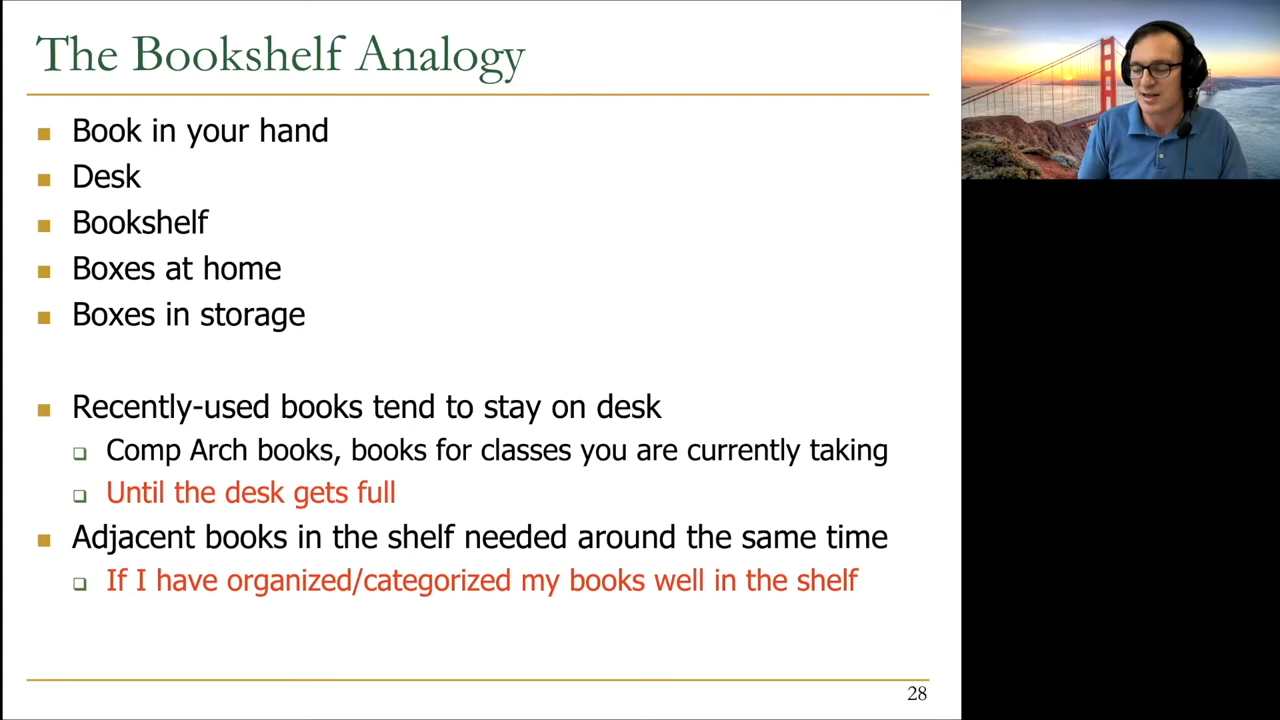 The Bookshelf Analogy
Book in your hand
Desk
Bookshelf
Boxes at home
Boxes in storage
Recently-used books tend to stay on desk
Comp Arch books, books for classes you are currently taking
Until the desk gets full
Adjacent books in the shelf needed around the same time
If I have organized/categorized my books well in the shelf
28